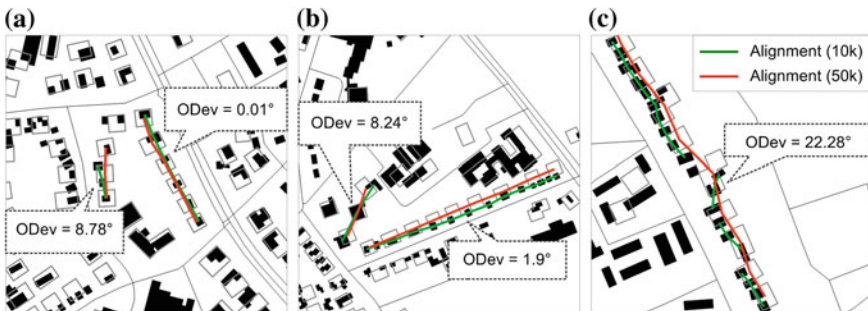 (a)
(b)
(c)
ODev = 0.01°
ODev = 8.78°
ODev = 8.24°
ODev = 1.9°
Alignment (10k)
Alignment (50k)
ODev = 22.28°